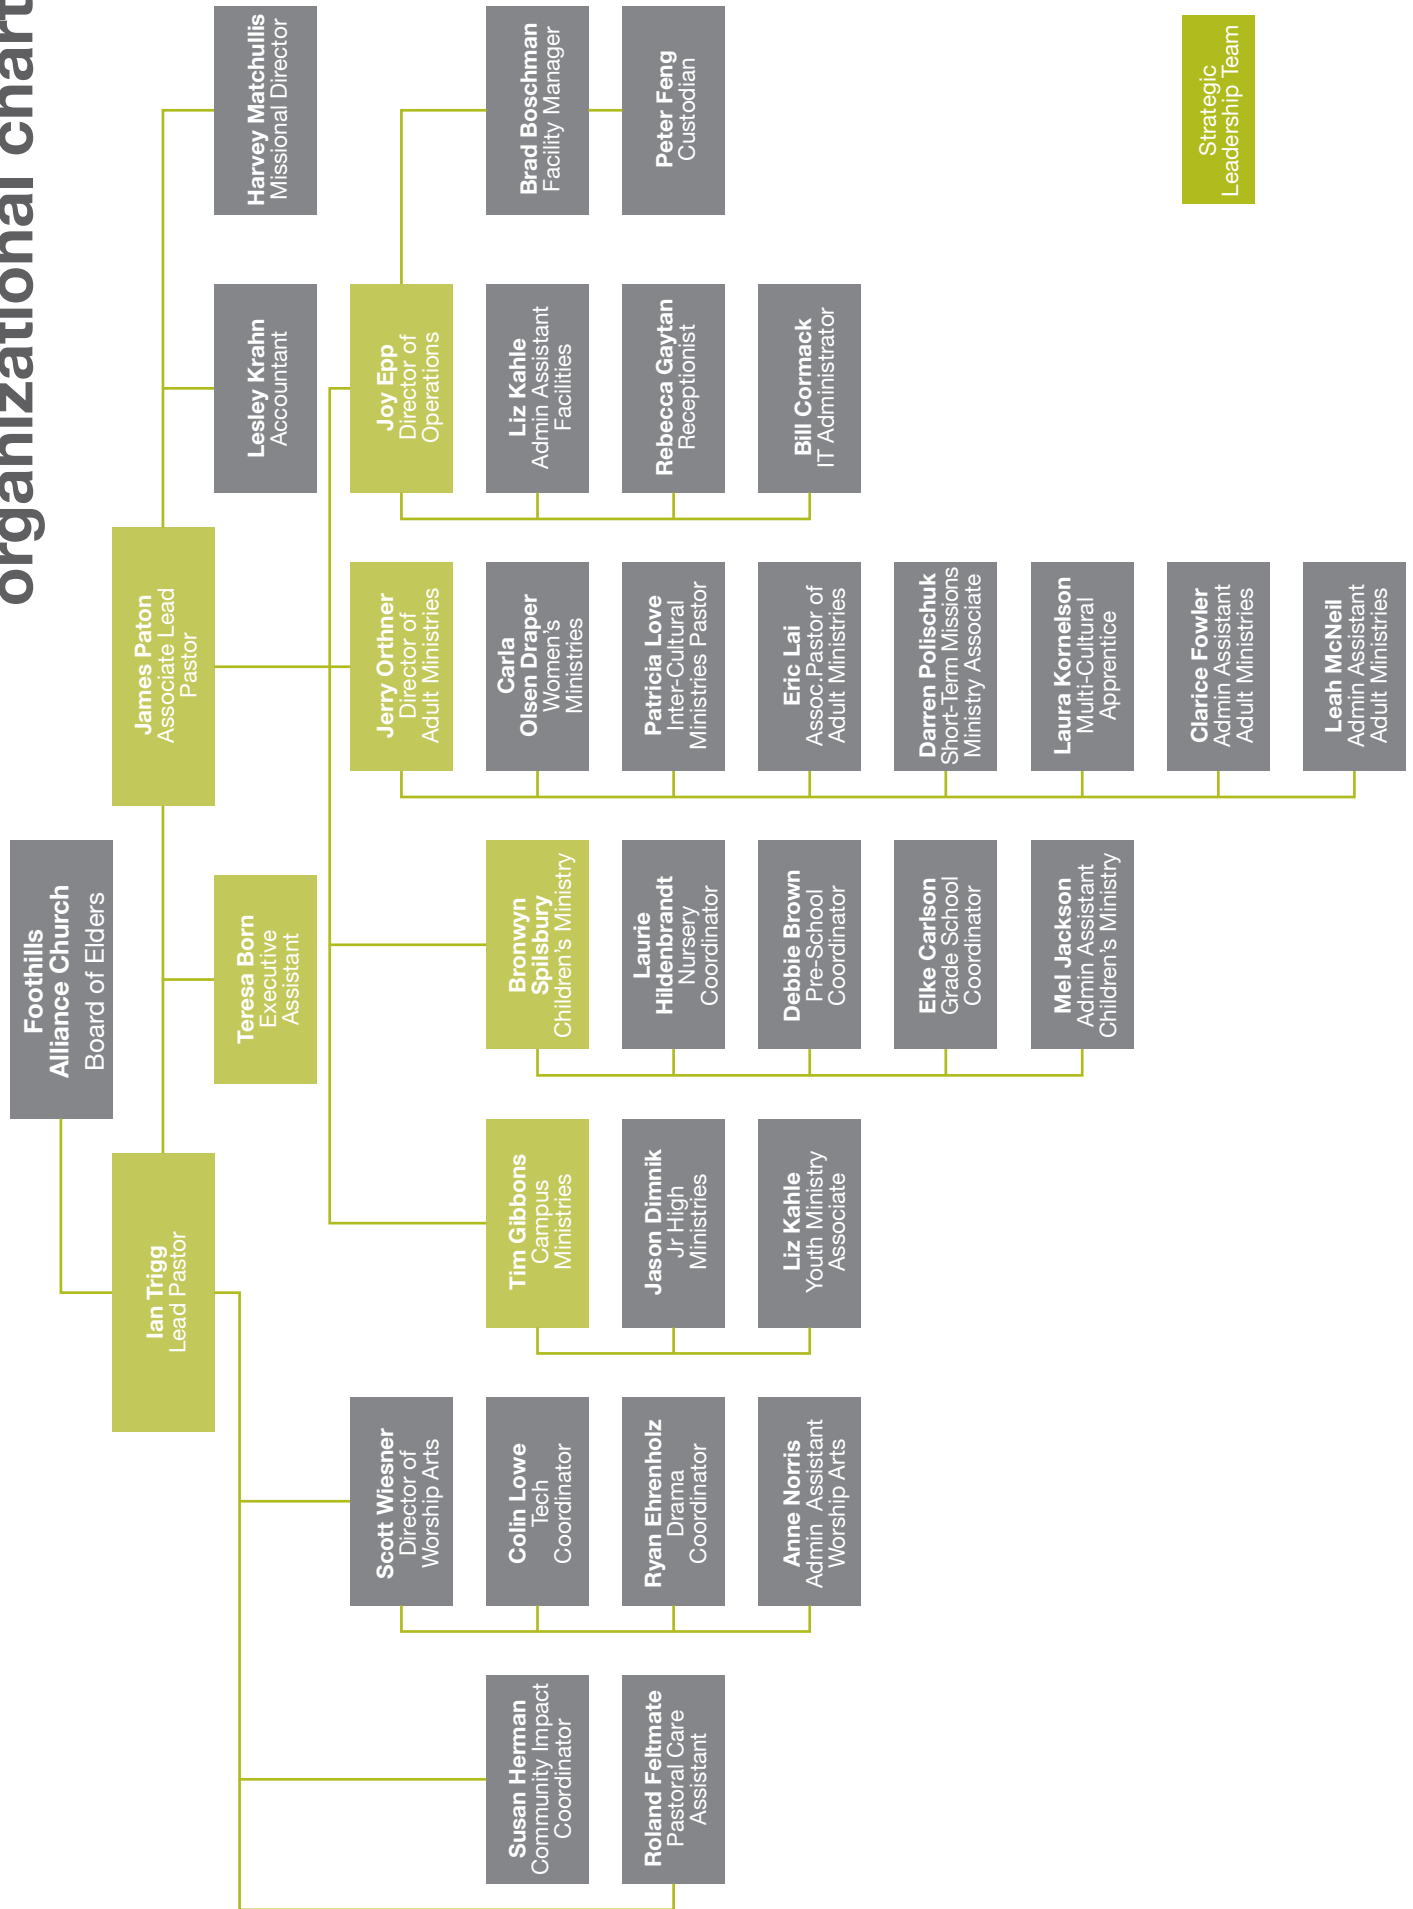 organizational chart
Foothills
Alliance Church
Board of Elders
Ian Trigg
Lead Pastor
James Paton
Associate Lead
Pastor
Teresa Born
Executive
Assistant
Lesley Krahn
Accountant
Harvey Matchullis
Missional Director
Scott Wiesner
Director of
Worship Arts
Jerry Orthner
Director of
Adult Ministries
Joy Epp
Director of
Operations
Susan Herman
Community Impact
Coordinator
Colin Lowe
Tech
Coordinator
Tim Gibbons
Campus
Ministries
Bronwyn
Spilsbury
Children's Ministry
Carla
Olsen Draper
Women's
Ministries
Liz Kahle
Admin Assistant
Facilities
Brad Boschman
Facility Manager
Roland Feltmate
Pastoral Care
Assistant
Ryan Ehrenholz
Drama
Coordinator
Jason Dimnik
Jr High
Ministries
Laurie
Hildenbrandt
Nursery
Coordinator
Patricia Love
Inter-Cultural
Ministries Pastor
Rebecca Gaytan
Receptionist
Peter Feng
Custodian
Anne Norris
Admin Assistant
Worship Arts
Liz Kahle
Youth Ministry
Associate
Debbie Brown
Pre-School
Coordinator
Eric Lai
Assoc.Pastor of
Adult Ministries
Bill Cormack
IT Administrator
Elke Carlson
Grade School
Coordinator
Darren Polischuk
Short-Term Missions
Ministry Associate
Mel Jackson
Admin Assistant
Children's Ministry
Laura Kornelson
Multi-Cultural
Apprentice
Clarice Fowler
Admin Assistant
Adult Ministries
Leah McNeil
Admin Assistant
Adult Ministries
Strategic
Leadership Team